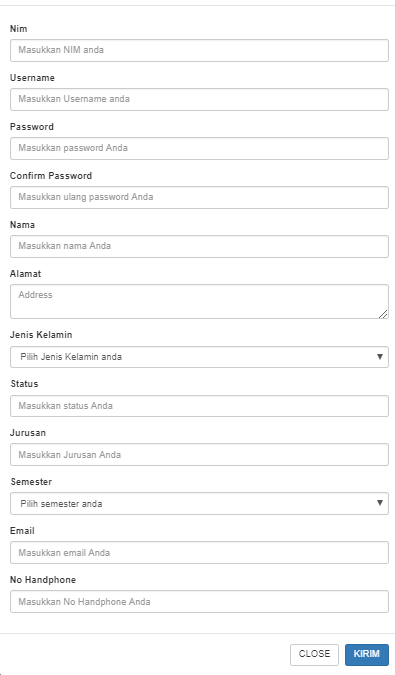 Nim
Masukkan NIM anda
Username
Masukkan Username anda
Password
Masukkan password Anda
Confirm Password
Masukkan ulang password Anda
Nama
Masukkan nama Anda
Alamat
Address
Jenis Kelamin
Pilih Jenis Kelamin anda
Status
Masukkan status Anda
Jurusan
Masukkan Jurusan Anda
Semester
Pilih semester anda
Email
Masukkan email Anda
No Handphone
Masukkan No Handphone Anda
CLOSE KIRIM